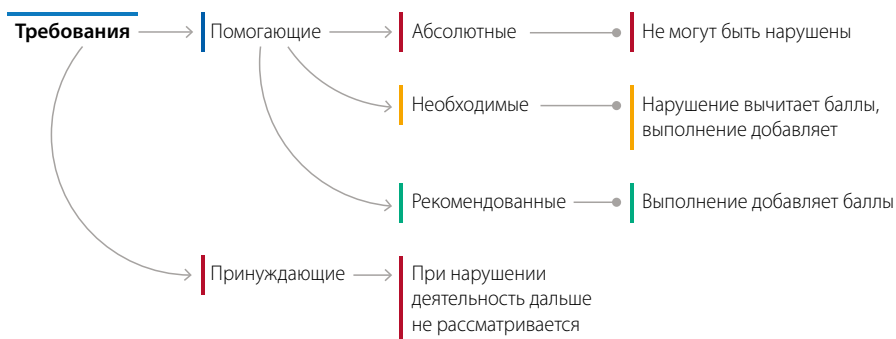 Требования
Помогающие
Абсолютные
Не могут быть нарушены
Необходимые
Нарушение вычитает баллы,
выполнение добавляет
Рекомендованные
Выполнение добавляет баллы
Принуждающие
При нарушении
деятельность дальше
не рассматривается